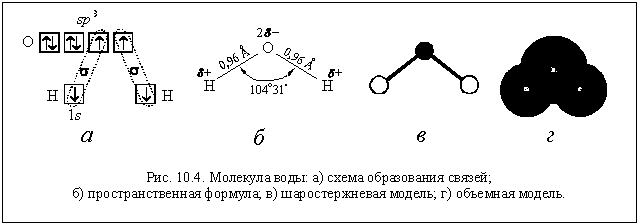 sp³
O
σ σ
H H
1s
2δ−
O
0,96 Å 0,96 Å
δ+ δ+
H H
104°31'
а б в г
Рис. 10.4. Молекула воды: а) схема образования связей;
б) пространственная формула; в) шаростержневая модель; г) объемная модель.